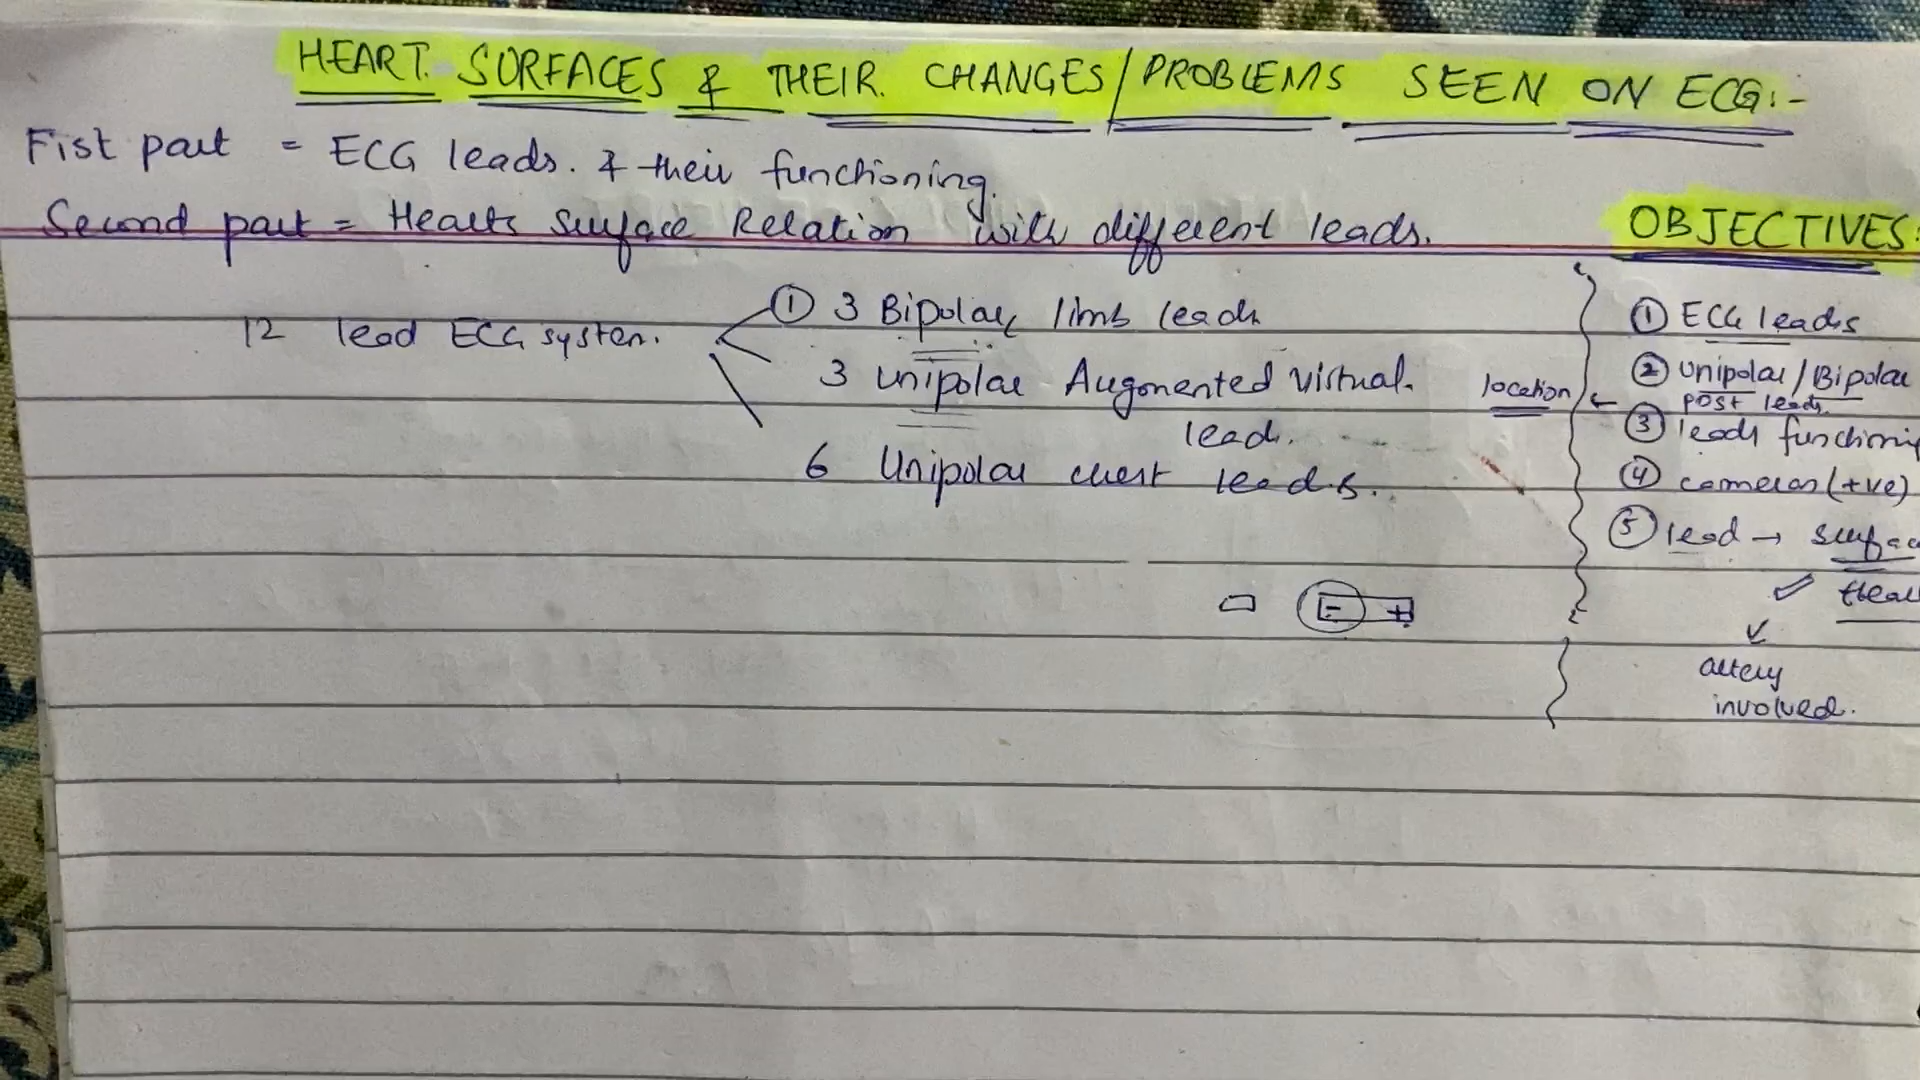 HEART SURFACES & THEIR CHANGES/PROBLEMS SEEN ON ECG:-
Fist part = ECG leads. & their functioning.
Second part = Hearts Surface Relation with different leads.
OBJECTIVES:
12 lead ECG system.
① 3 Bipolar limb leads
3 unipolar Augmented virtual.
lead.
6 Unipolar chest leads.
location
- +
① ECG leads
② Unipolar/Bipolar
post leads.
③ leads
④ cameras (+ve)
⑤ lead →
artery
involved.